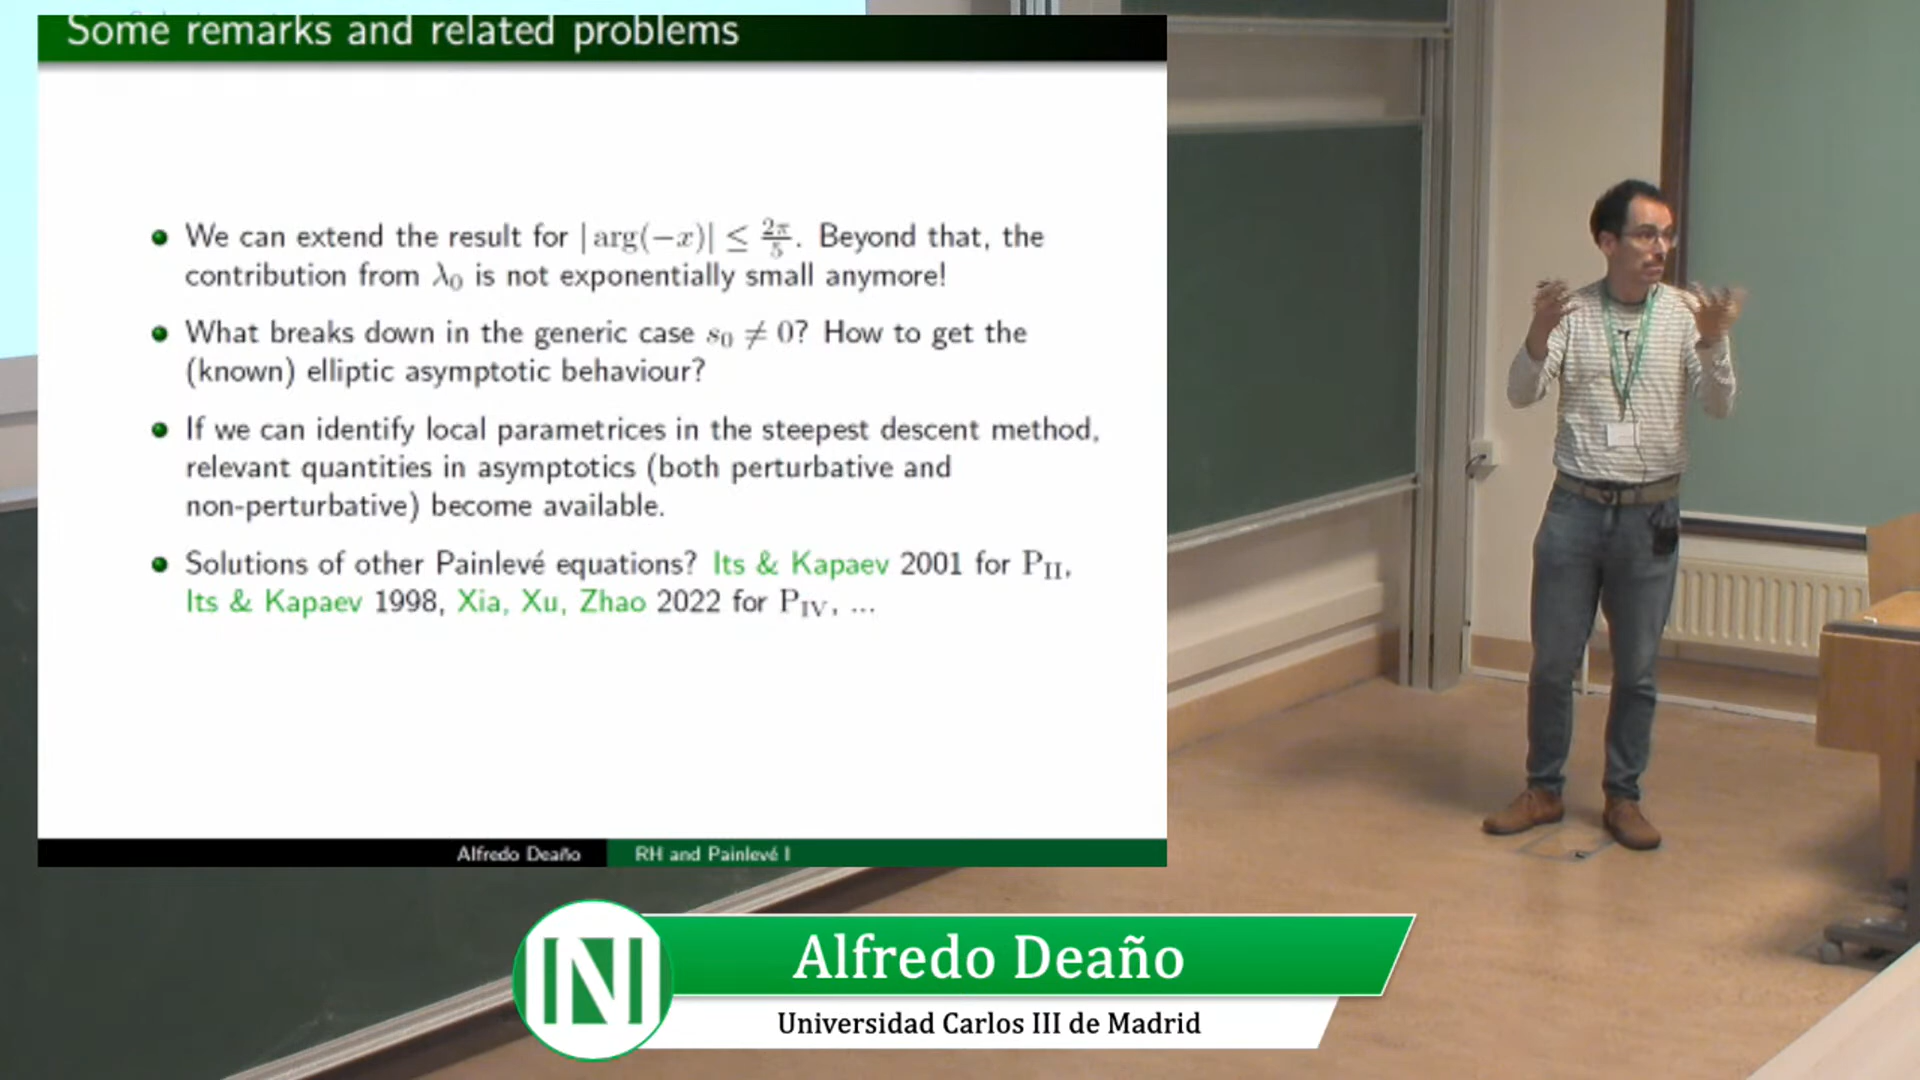 Some remarks and related problems
We can extend the result for | arg(−x)| ≤ 2π/5. Beyond that, the
contribution from λ₀ is not exponentially small anymore!
What breaks down in the generic case s₀ ≠ 0? How to get the
(known) elliptic asymptotic behaviour?
If we can identify local parametrices in the steepest descent method,
relevant quantities in asymptotics (both perturbative and
non-perturbative) become available.
Solutions of other Painlevé equations? Its & Kapaev 2001 for P_II,
Its & Kapaev 1998, Xia, Xu, Zhao 2022 for P_IV, ...
Alfredo Deaño RH and Painlevé I
Alfredo Deaño
Universidad Carlos III de Madrid